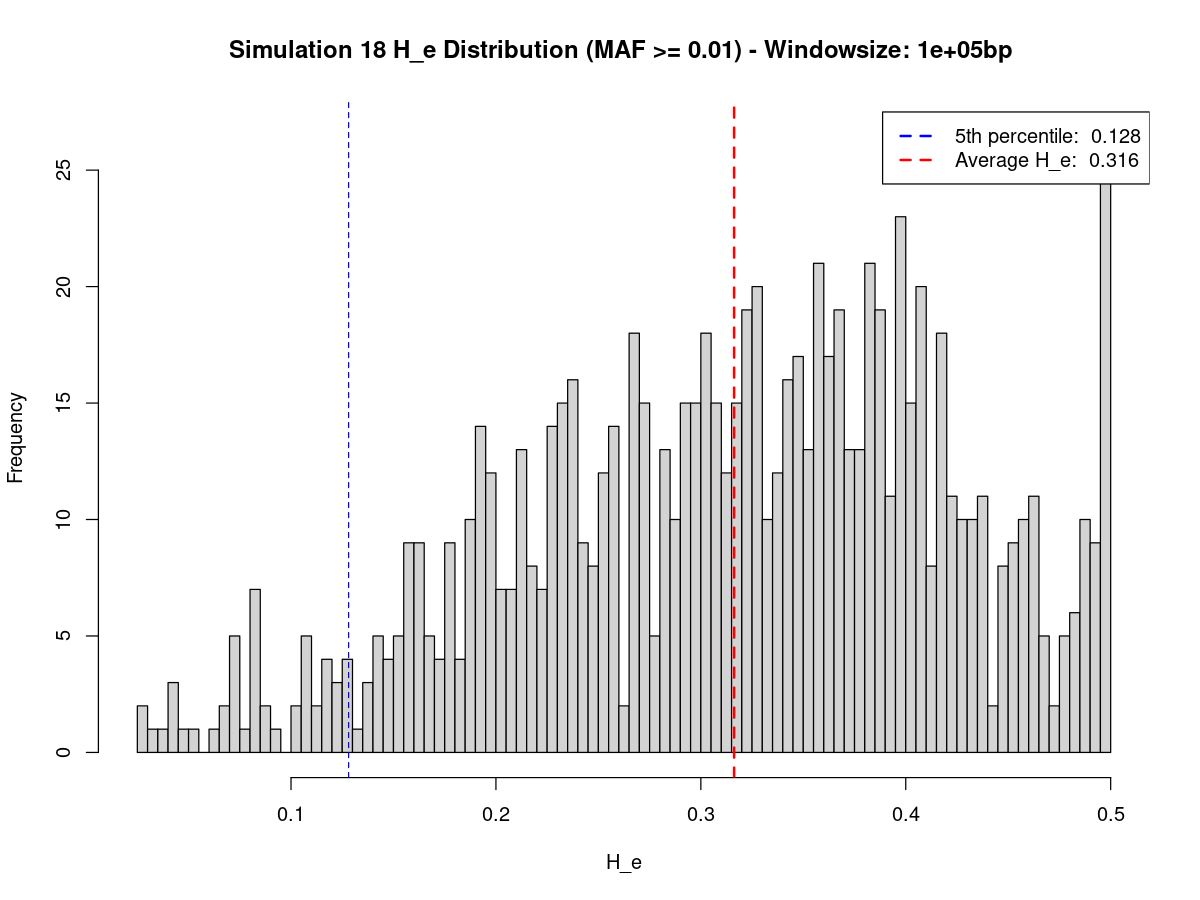 Simulation 18 H_e Distribution (MAF >= 0.01) - Windowsize: 1e+05bp
5th percentile: 0.128
Average H_e: 0.316
Frequency
25
20
15
10
5
0
0.1 0.2 0.3 0.4 0.5
H_e